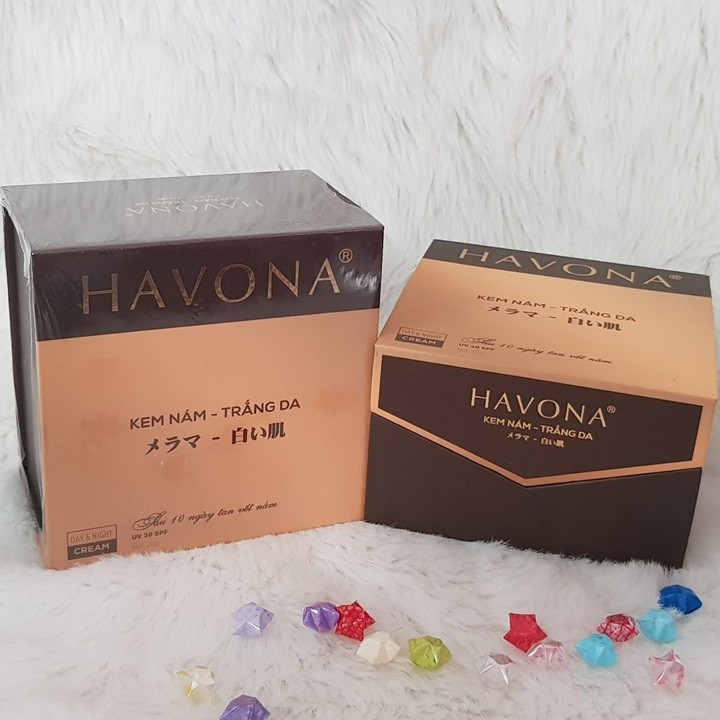 HAVONA
HAVONA®
KEM NÁM - TRẮNG DA
メラマ - 白い肌
Sau 10 ngày tan vết nám
DAY & NIGHT
CREAM
UV 30 SPF
HAVONA®
KEM NÁM - TRẮNG DA
メラマ - 白い肌
Sau 10 ngày tan vết nám
DAY & NIGHT
CREAM
UV 30 SPF
HAVONA®
KEM NÁM - TRẮNG DA
メラマ - 白い肌